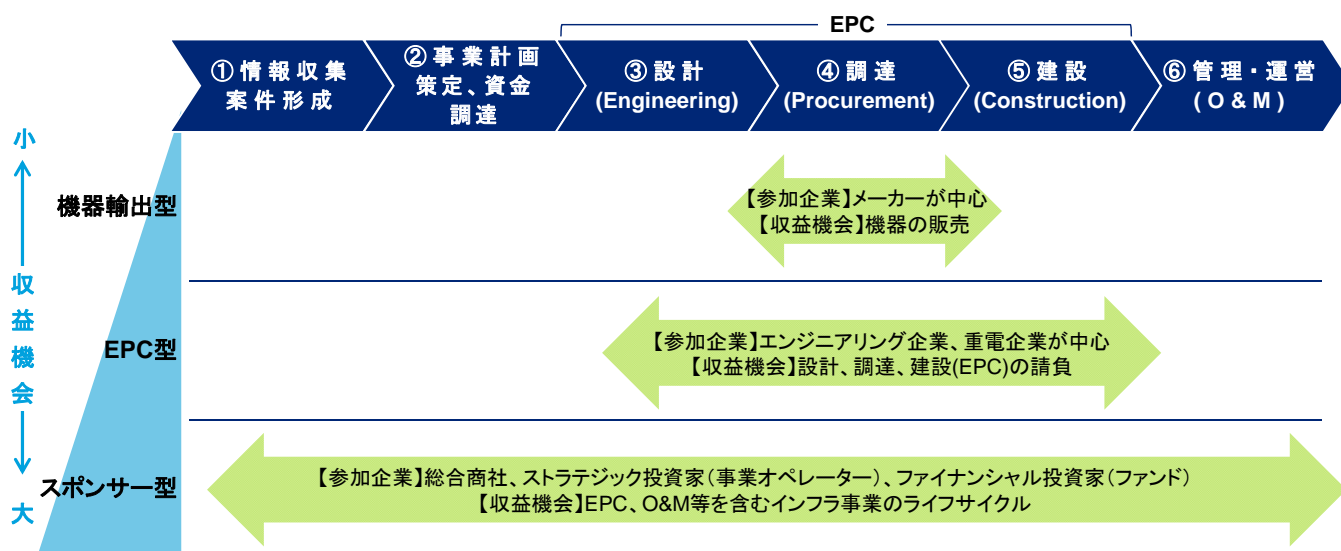 EPC
①情報収集
案件形成
②事業計画
策定、資金
調達
③設計
(Engineering)
④調達
(Procurement)
⑤建設
(Construction)
⑥管理・運営
(O&M)
小
収益機会
大
機器輸出型
【参加企業】メーカーが中心
【収益機会】機器の販売
EPC型
【参加企業】エンジニアリング企業、重電企業が中心
【収益機会】設計、調達、建設(EPC)の請負
スポンサー型
【参加企業】総合商社、ストラテジック投資家(事業オペレーター)、ファイナンシャル投資家(ファンド)
【収益機会】EPC、O&M等を含むインフラ事業のライフサイクル